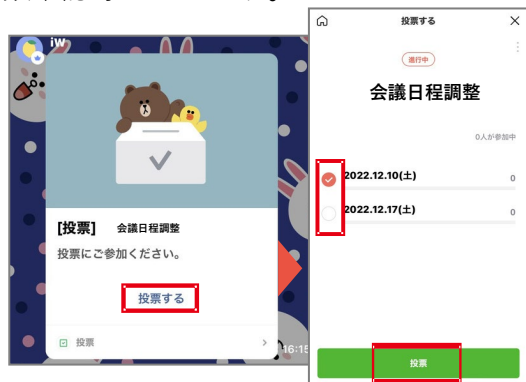 iw
[投票] 会議日程調整
投票にご参加ください。
投票する
投票
16:15
投票する
進行中
会議日程調整
0人が参加中
2022.12.10(土) 0
2022.12.17(土) 0
投票